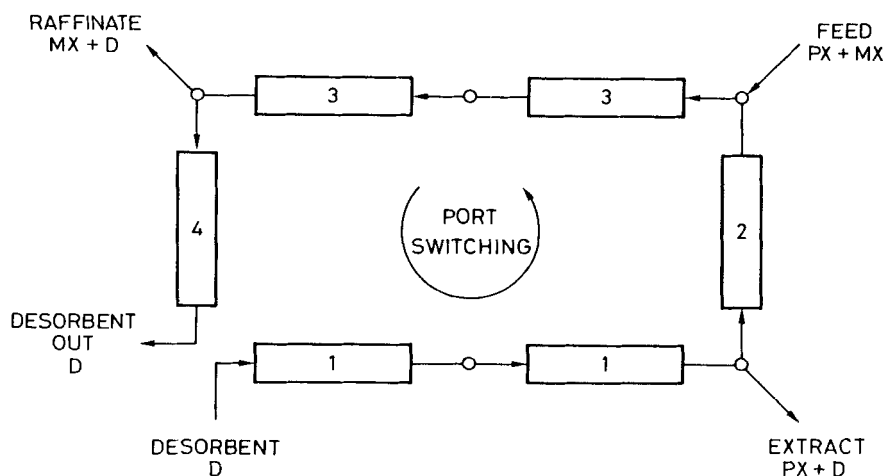 RAFFINATE
MX + D
FEED
PX + MX
3
3
4
PORT
SWITCHING
2
DESORBENT
OUT
D
1
1
DESORBENT
D
EXTRACT
PX + D